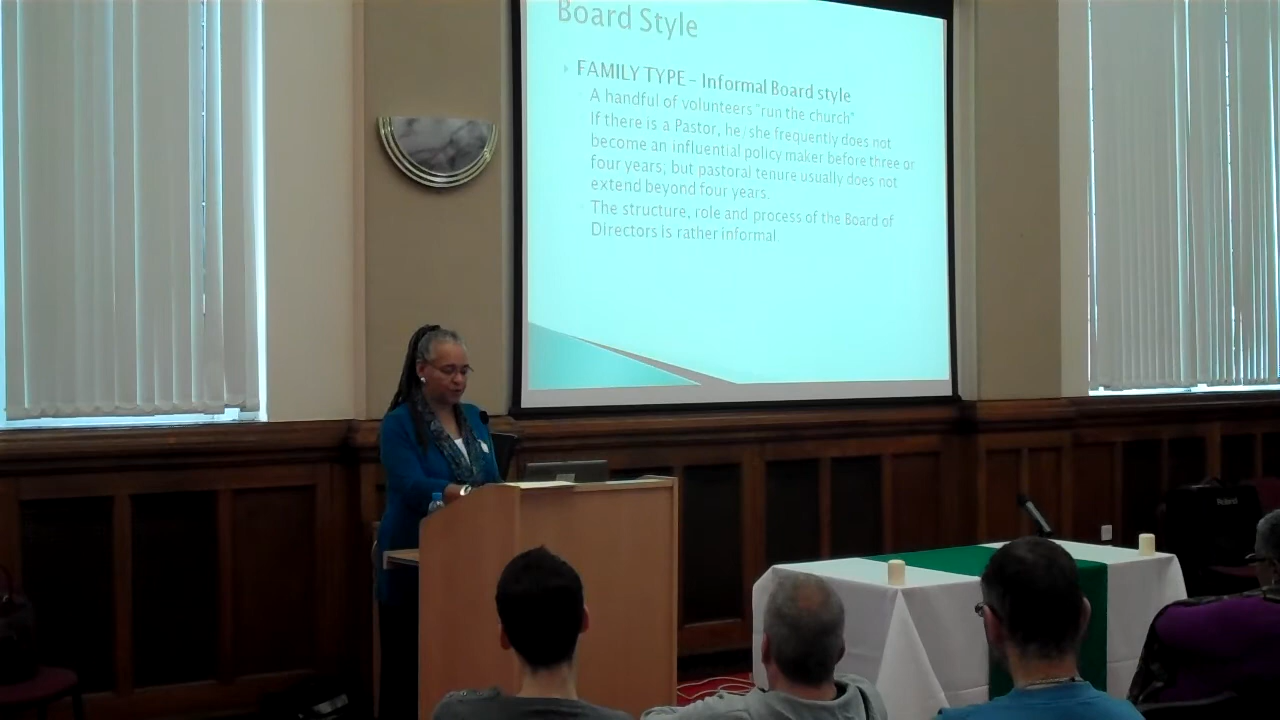 Board Style
FAMILY TYPE - Informal Board style
A handful of volunteers "run the church"
If there is a Pastor, he/she frequently does not
become an influential policy maker before three or
four years; but pastoral tenure usually does not
extend beyond four years.
The structure, role and process of the Board of
Directors is rather informal.
Roland